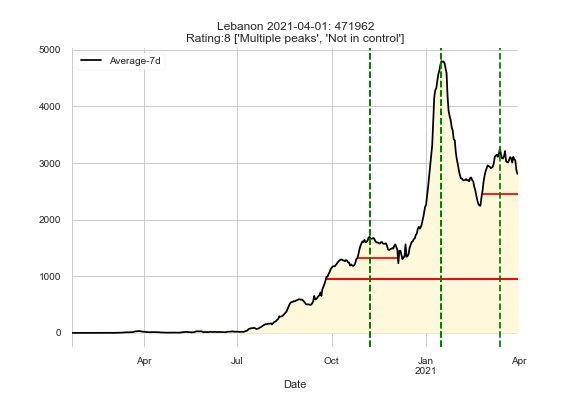 Lebanon 2021-04-01: 471962
Rating:8 ['Multiple peaks', 'Not in control']
Average-7d
5000
4000
3000
2000
1000
0
Apr
Jul
Oct
Jan
2021
Apr
Date